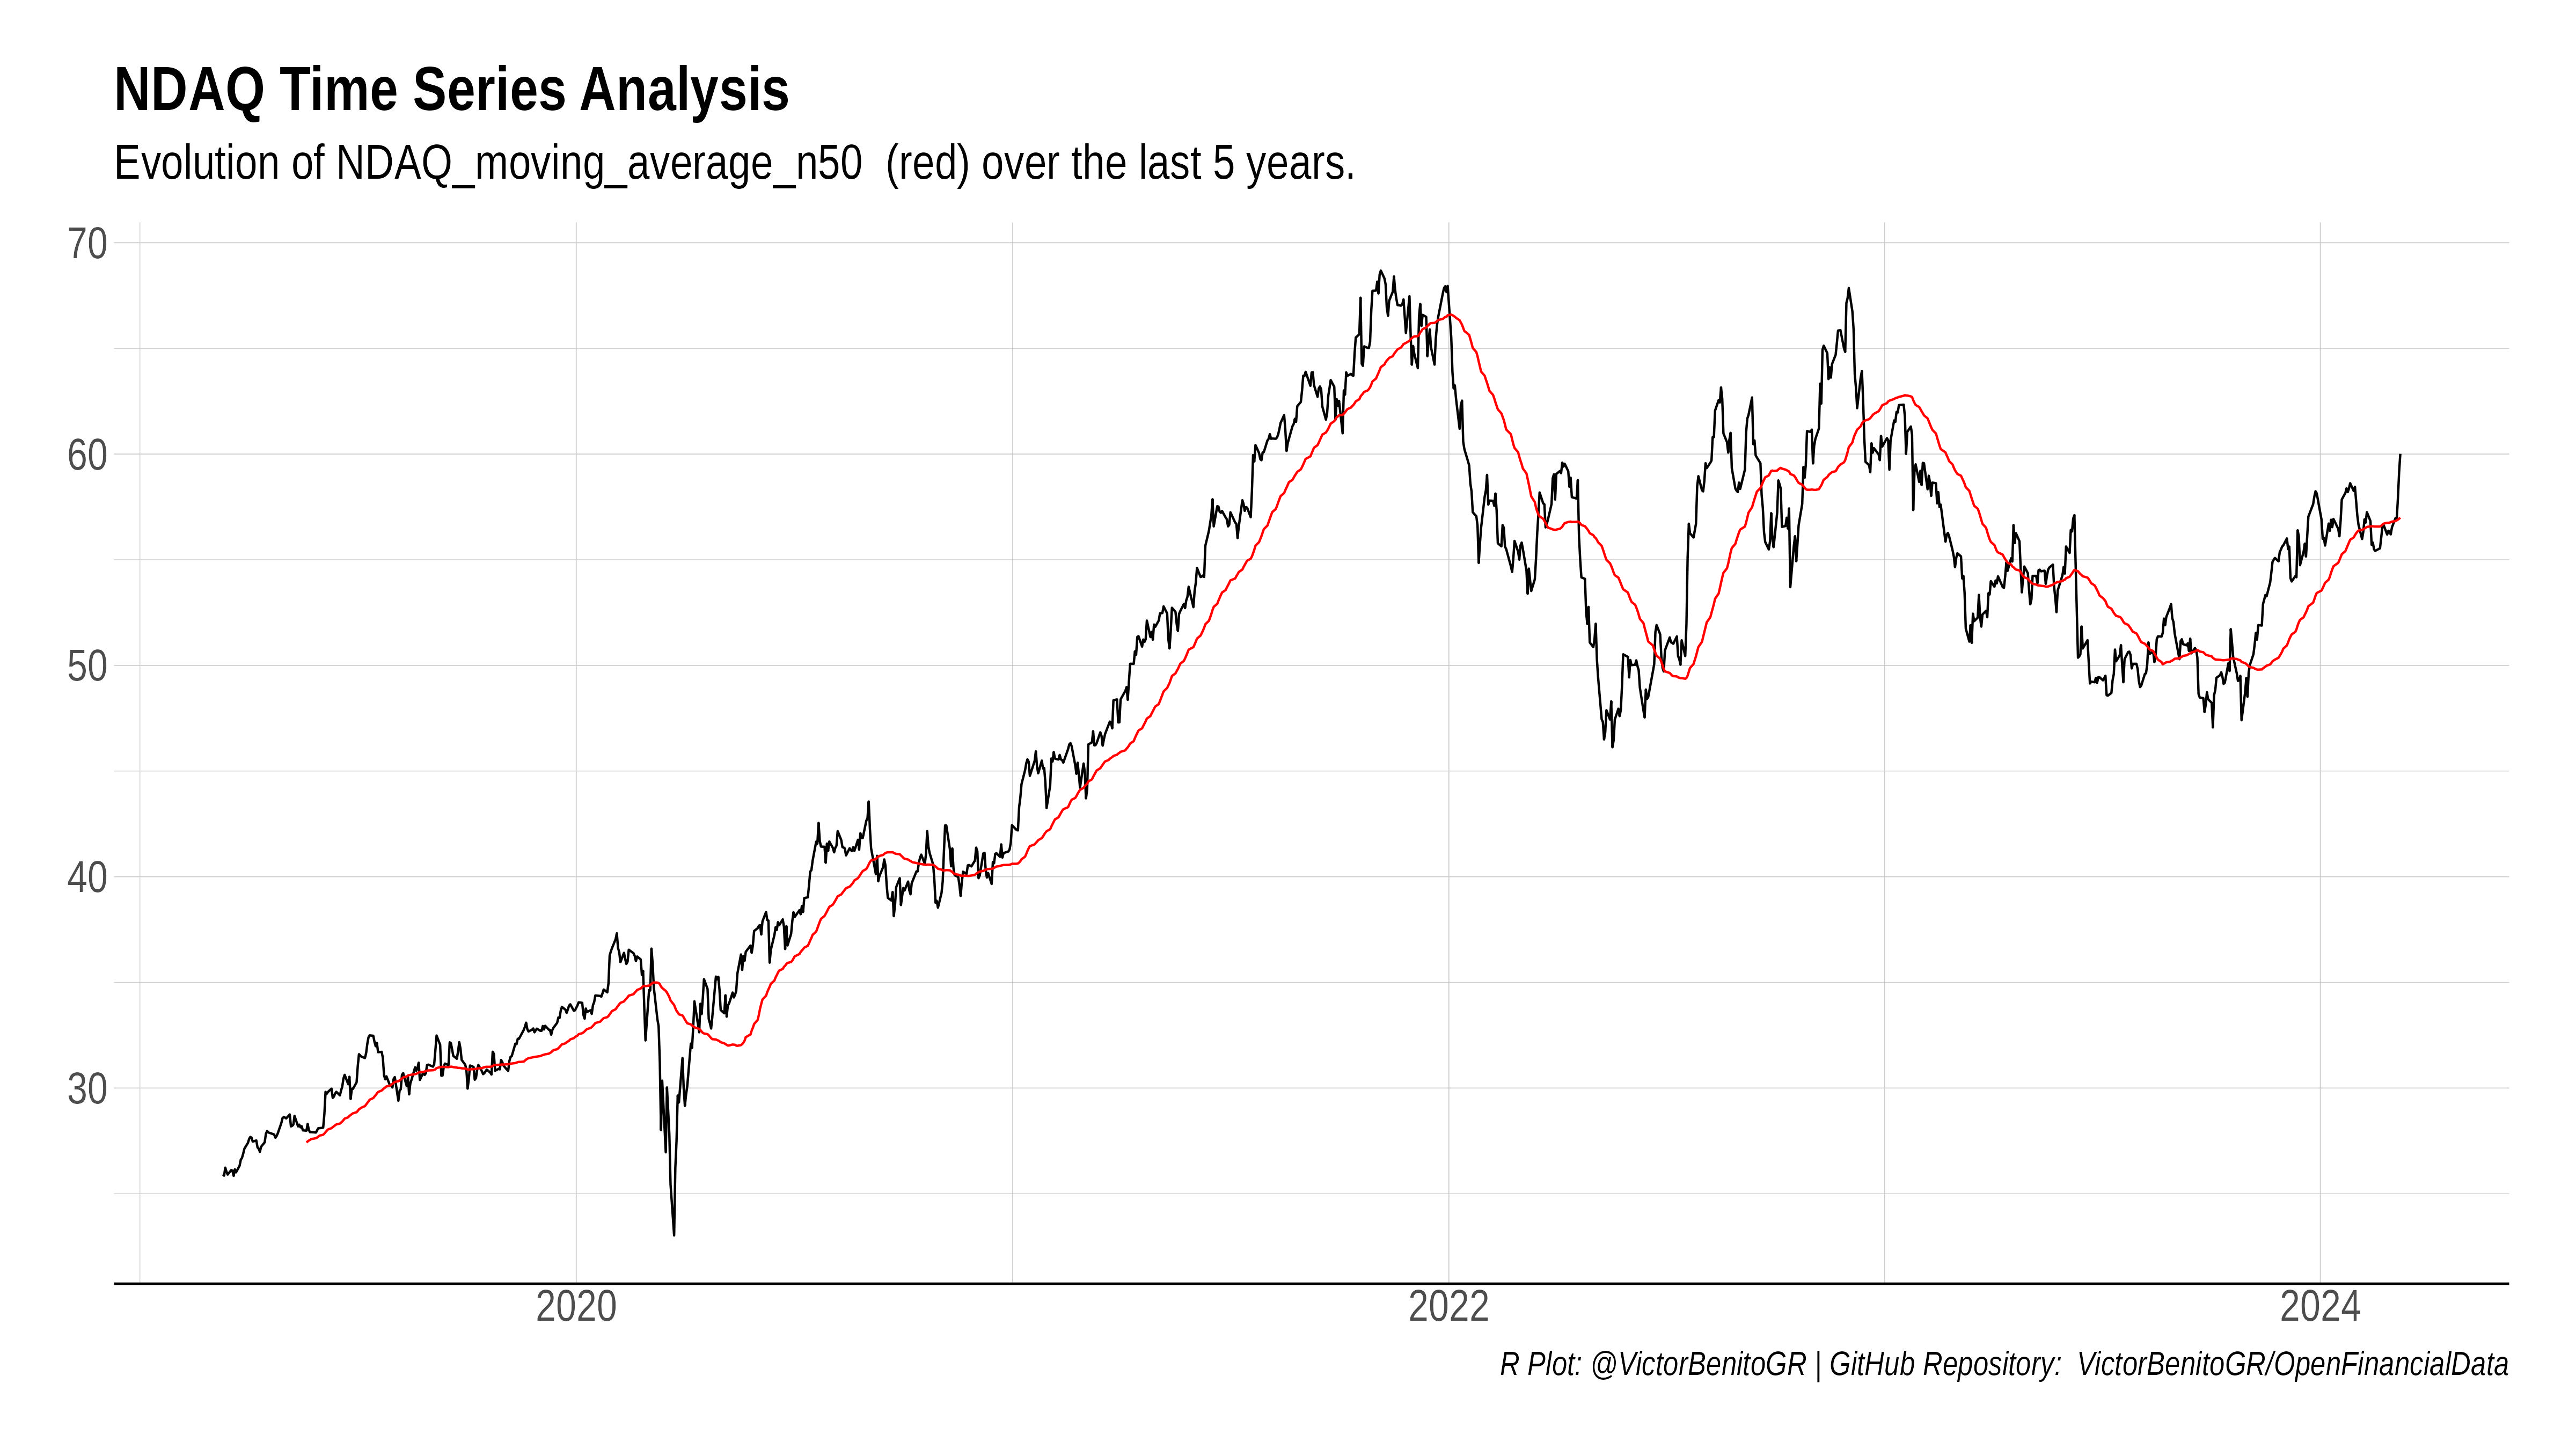 NDAQ Time Series Analysis
Evolution of NDAQ_moving_average_n50  (red) over the last 5 years.
70
60
50
40
30
2020 2022 2024
R Plot: @VictorBenitoGR | GitHub Repository:  VictorBenitoGR/OpenFinancialData